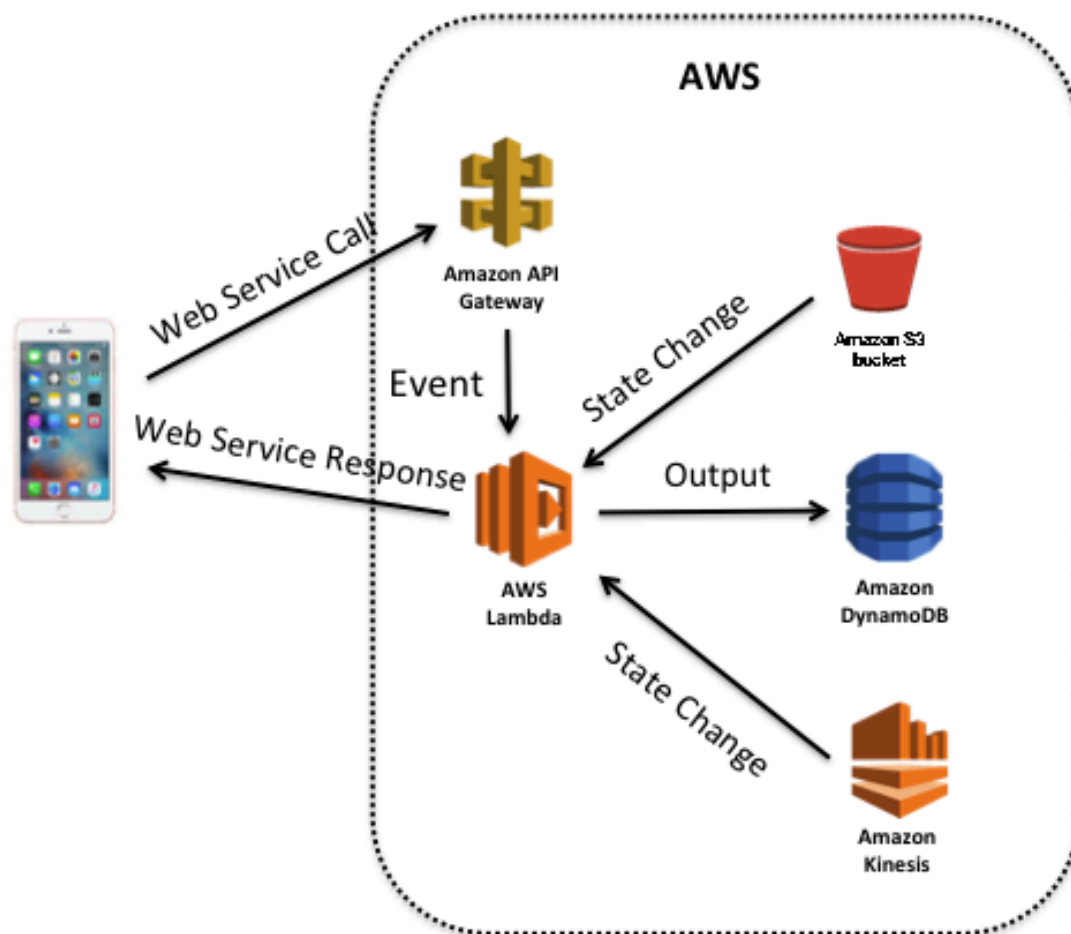 AWS
Amazon API
Gateway
Web Service Call
Amazon S3
bucket
State Change
Event
Web Service Response
Output
AWS
Lambda
Amazon
DynamoDB
State Change
Amazon
Kinesis